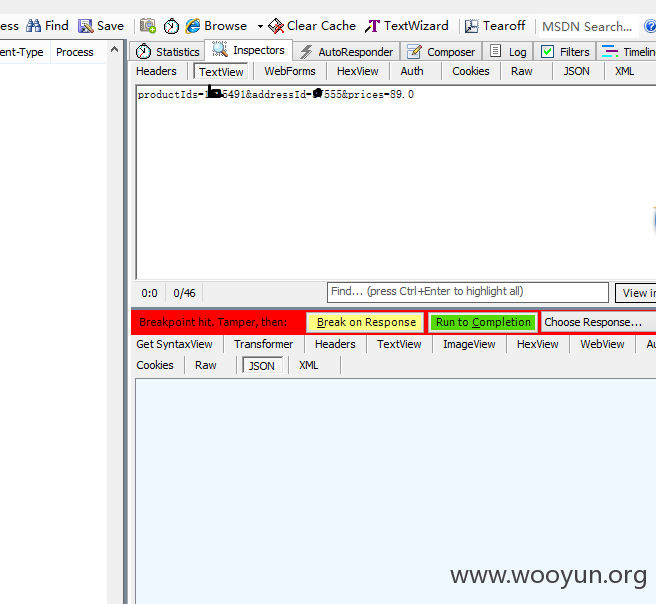 ess Find Save Browse Clear Cache TextWizard Tearoff MSDN Search...
ent-Type Process Statistics Inspectors AutoResponder Composer Log Filters Timelin
Headers TextView WebForms HexView Auth Cookies Raw JSON XML
5491&addressId= 555&prices=89.0
0:0 0/46 Find... (press Ctrl+Enter to highlight all) View in
Breakpoint hit. Tamper, then: Break on Response Run to Completion Choose Response...
Get SyntaxView Transformer Headers TextView ImageView HexView WebView Au
Cookies Raw JSON XML
www.wooyun.org